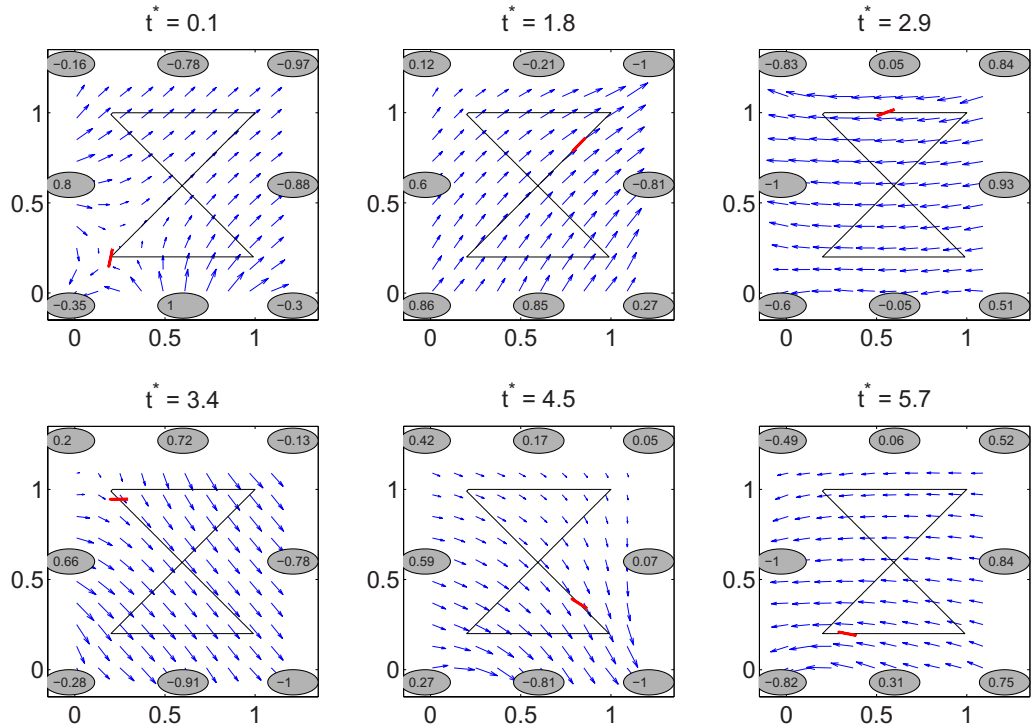 t* = 0.1
t* = 1.8
t* = 2.9
−0.16 −0.78 −0.97
0.12 −0.21 −1
−0.83 0.05 0.84
1
1
1
0.8 −0.88
0.6 −0.81
−1 0.93
0.5
0.5
0.5
0
0
0
−0.35 1 −0.3
0.86 0.85 0.27
−0.6 −0.05 0.51
0 0.5 1
0 0.5 1
0 0.5 1
t* = 3.4
t* = 4.5
t* = 5.7
0.2 0.72 −0.13
0.42 0.17 0.05
−0.49 0.06 0.52
1
1
1
0.66 −0.78
0.59 0.07
−1 0.84
0.5
0.5
0.5
0
0
0
−0.28 −0.91 −1
0.27 −0.81 −1
−0.82 0.31 0.75
0 0.5 1
0 0.5 1
0 0.5 1